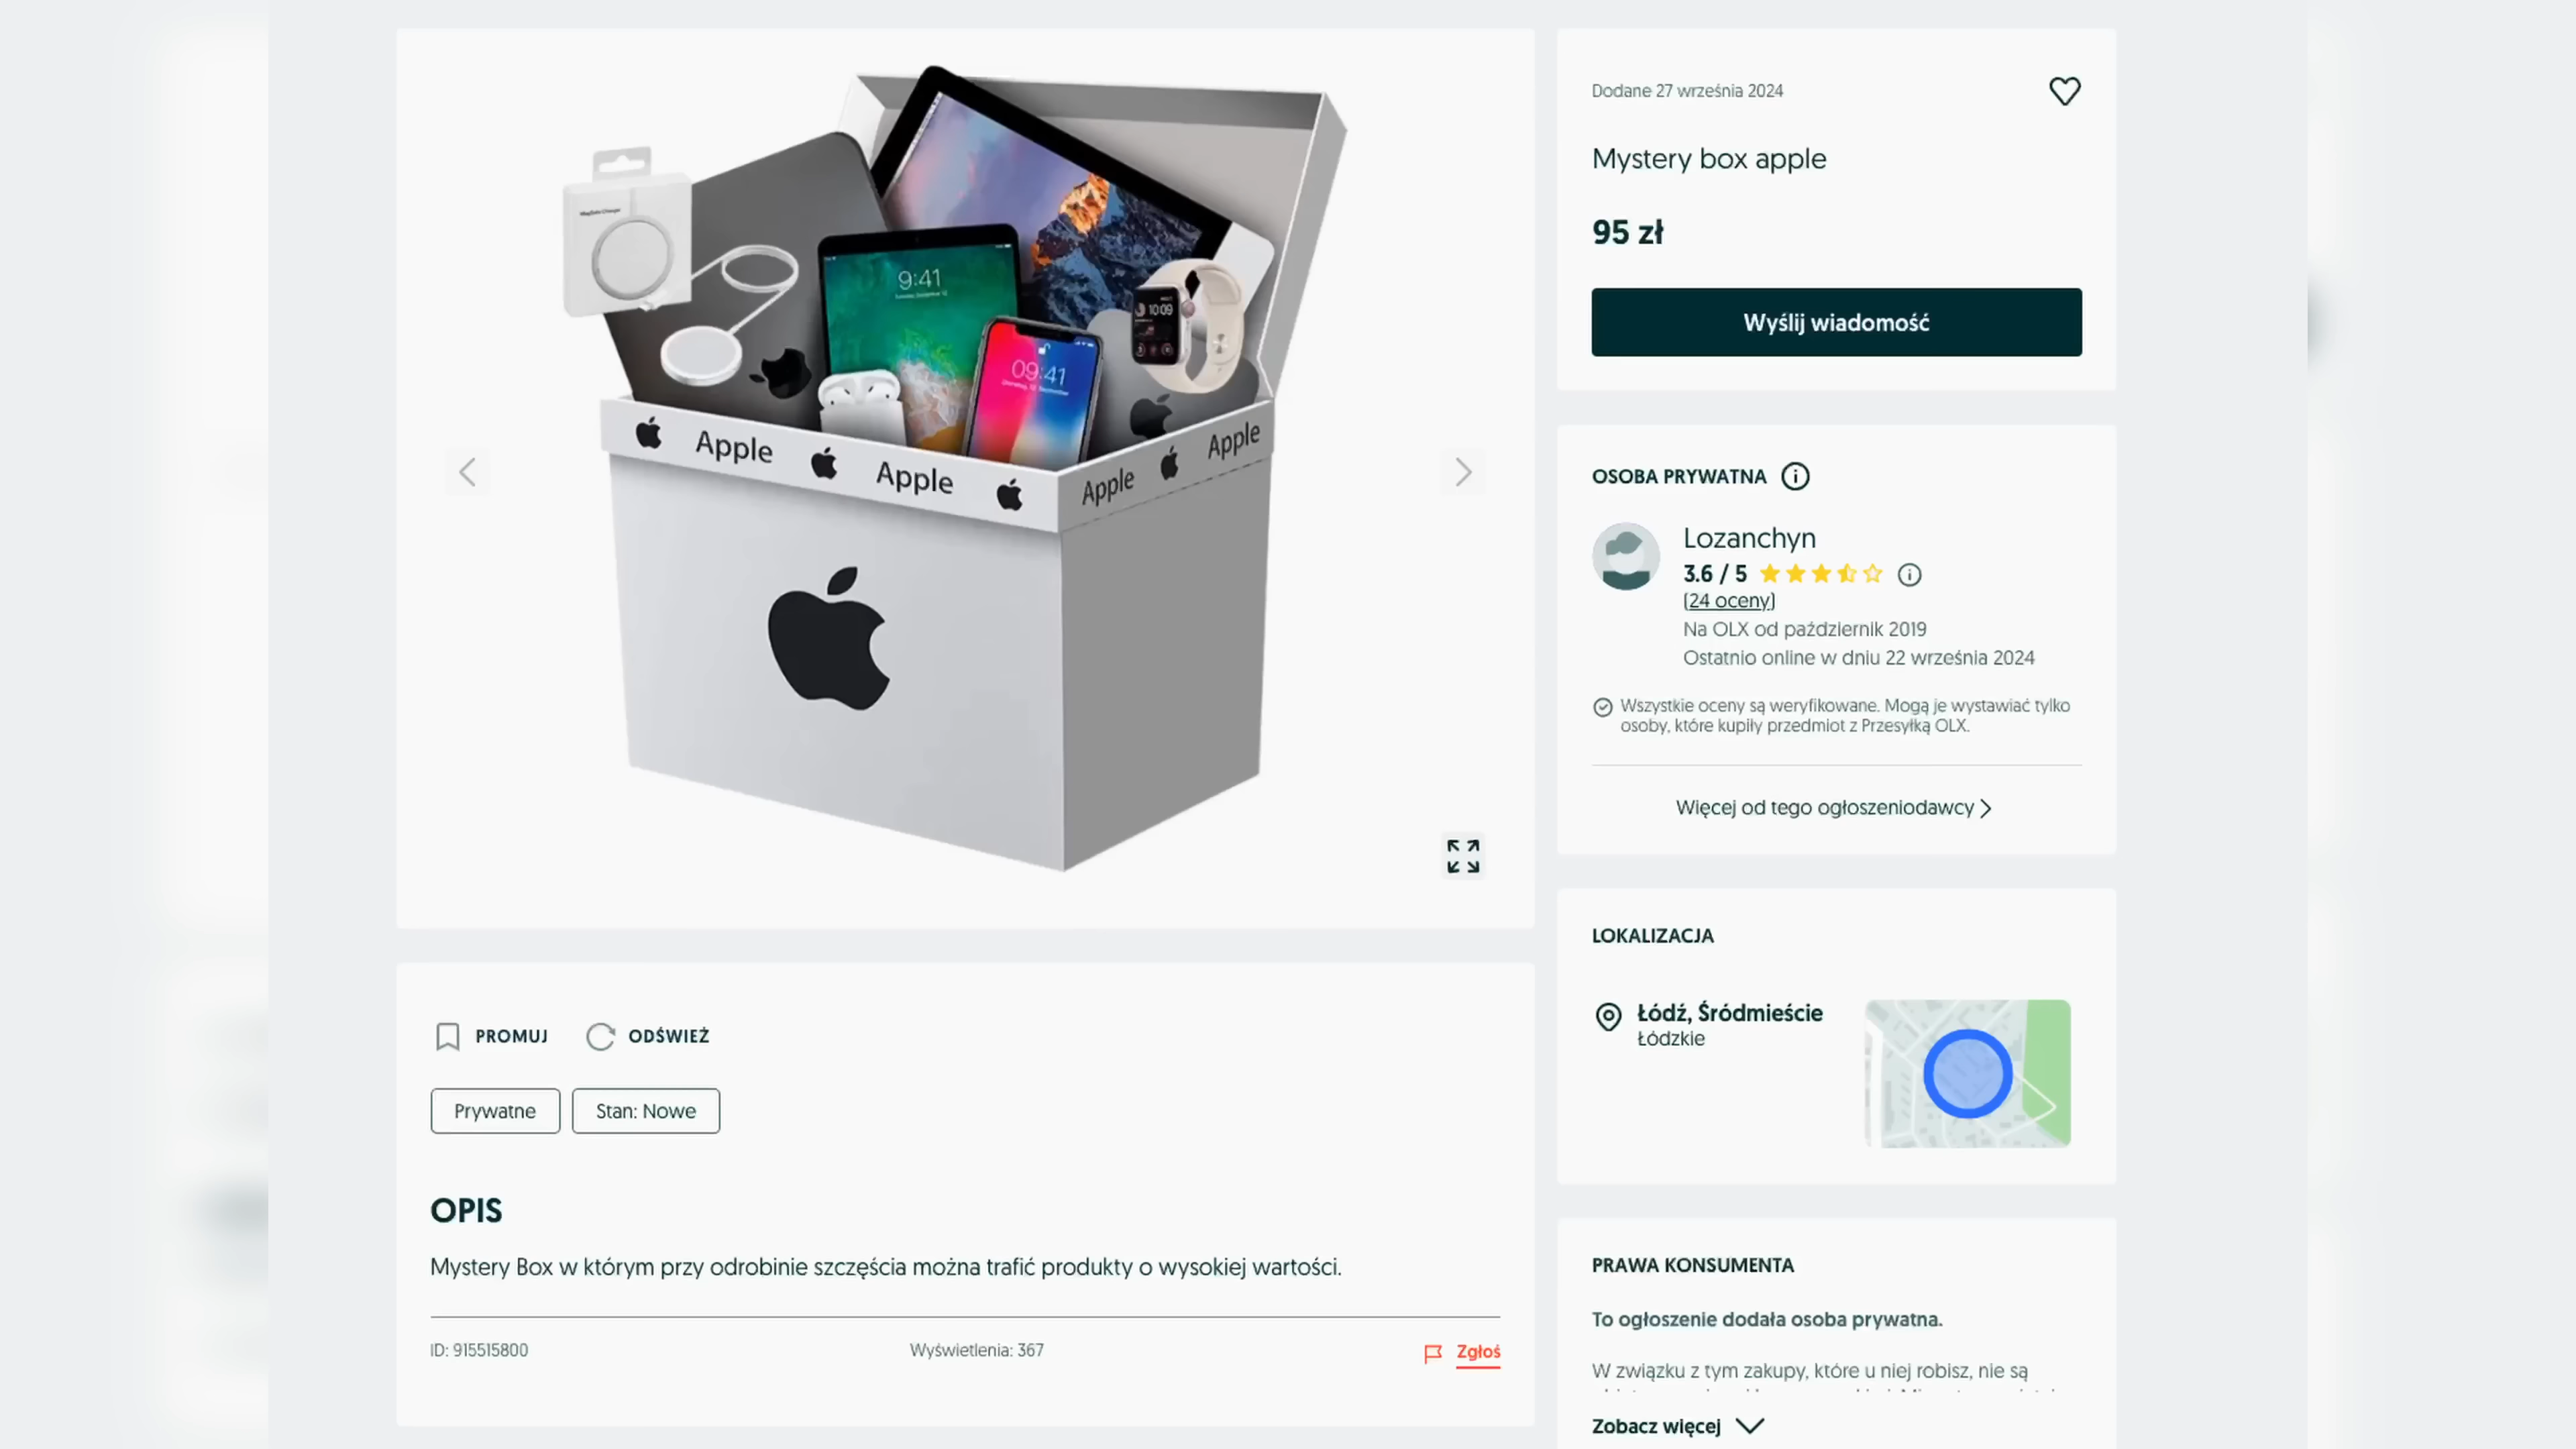 MagSafe Charger
9:41
09:41
10:09
Apple
Apple
Apple
Apple
Dodane 27 września 2024
Mystery box apple
95 zł
Wyślij wiadomość
OSOBA PRYWATNA
Lozanchyn
3.6 / 5
(24 oceny)
Na OLX od październik 2019
Ostatnio online w dniu 22 września 2024
Wszystkie oceny są weryfikowane. Mogą je wystawiać tylko
osoby, które kupiły przedmiot z Przesyłką OLX.
Więcej od tego ogłoszeniodawcy
LOKALIZACJA
Łódź, Śródmieście
Łódzkie
PROMUJ
ODŚWIEŻ
Prywatne
Stan: Nowe
OPIS
Mystery Box w którym przy odrobinie szczęścia można trafić produkty o wysokiej wartości.
ID: 915515800
Wyświetlenia: 367
Zgłoś
PRAWA KONSUMENTA
To ogłoszenie dodała osoba prywatna.
W związku z tym zakupy, które u niej robisz, nie są
Zobacz więcej